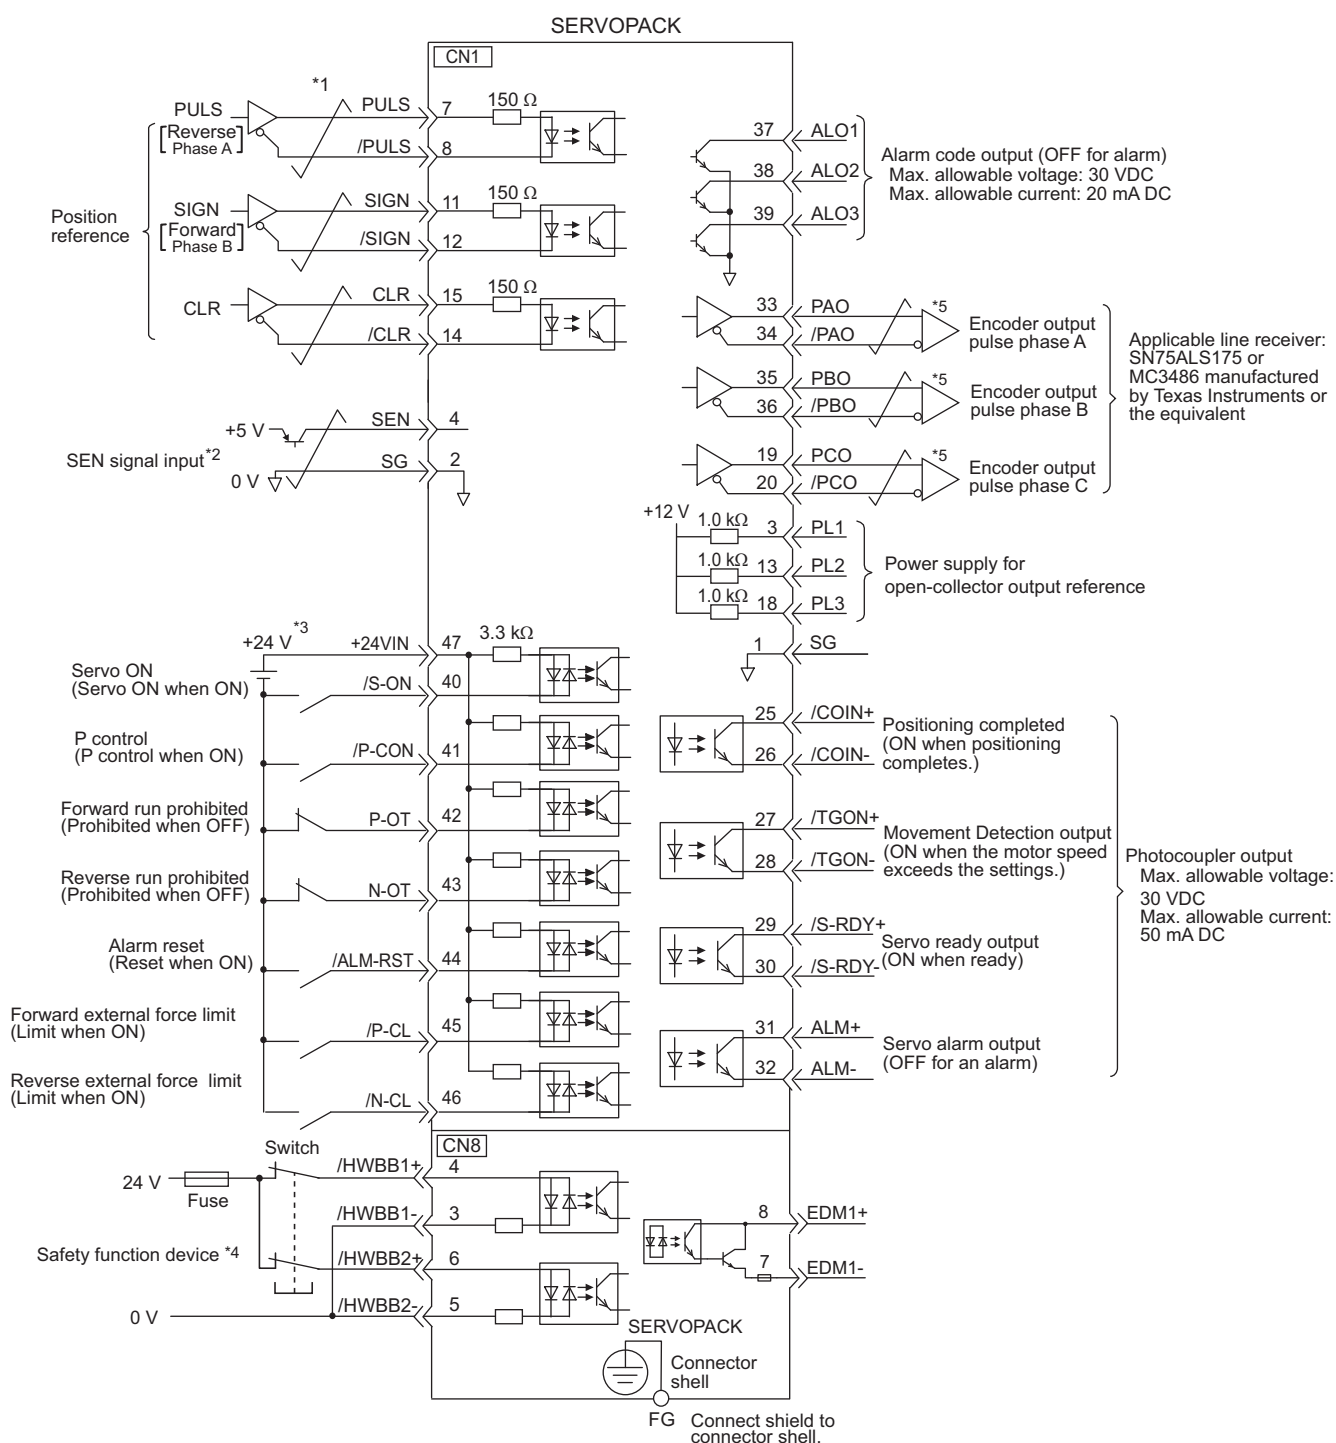 SERVOPACK
CN1
*1
PULS
[Reverse
Phase A]
PULS
7
150 Ω
/PULS
8
Position
reference
SIGN
[Forward
Phase B]
SIGN
11
150 Ω
/SIGN
12
CLR
CLR
15
150 Ω
/CLR
14
SEN signal input*2
+5 V
SEN
4
0 V
SG
2
+24 V *3
+24VIN
47
3.3 kΩ
Servo ON
(Servo ON when ON)
/S-ON
40
P control
(P control when ON)
/P-CON
41
Forward run prohibited
(Prohibited when OFF)
P-OT
42
Reverse run prohibited
(Prohibited when OFF)
N-OT
43
Alarm reset
(Reset when ON)
/ALM-RST
44
Forward external force limit
(Limit when ON)
/P-CL
45
Reverse external force limit
(Limit when ON)
/N-CL
46
37
ALO1
38
ALO2
39
ALO3
Alarm code output (OFF for alarm)
Max. allowable voltage: 30 VDC
Max. allowable current: 20 mA DC
33
PAO
34
/PAO
*5
Encoder output
pulse phase A
35
PBO
36
/PBO
*5
Encoder output
pulse phase B
19
PCO
20
/PCO
*5
Encoder output
pulse phase C
Applicable line receiver:
SN75ALS175 or
MC3486 manufactured
by Texas Instruments or
the equivalent
+12 V
1.0 kΩ
3
PL1
1.0 kΩ
13
PL2
1.0 kΩ
18
PL3
Power supply for
open-collector output reference
1
SG
25
/COIN+
26
/COIN-
Positioning completed
(ON when positioning
completes.)
27
/TGON+
28
/TGON-
Movement Detection output
(ON when the motor speed
exceeds the settings.)
29
/S-RDY+
30
/S-RDY-
Servo ready output
(ON when ready)
31
ALM+
32
ALM-
Servo alarm output
(OFF for an alarm)
Photocoupler output
Max. allowable voltage:
30 VDC
Max. allowable current:
50 mA DC
CN8
Switch
24 V
Fuse
/HWBB1+
4
/HWBB1-
3
Safety function device *4
/HWBB2+
6
/HWBB2-
5
0 V
8
EDM1+
7
EDM1-
SERVOPACK
Connector
shell
FG
Connect shield to
connector shell.